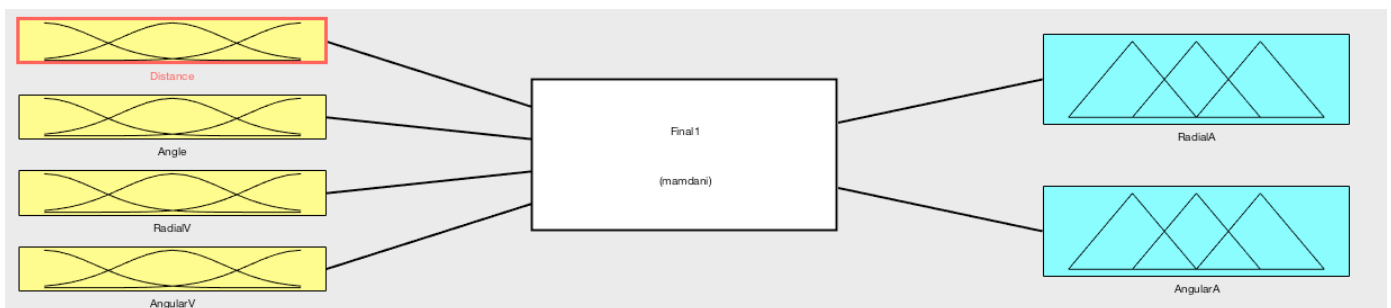 Distance
Angle
RadialV
AngularV
Final1
(mamdani)
RadialA
AngularA